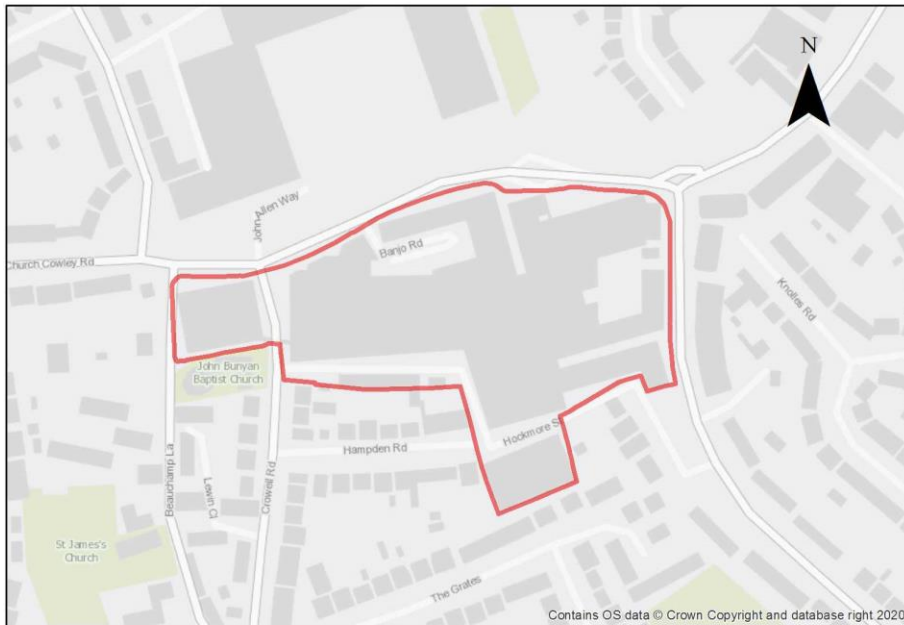 N
John Allen Way
Banjo Rd
Church Cowley Rd
Knolles Rd
John Bunyan
Baptist Church
Hockmore St
Hampden Rd
Beauchamp La
Crowell Rd
Lewin Cl
St James's
Church
The Grates
Contains OS data © Crown Copyright and database right 2020